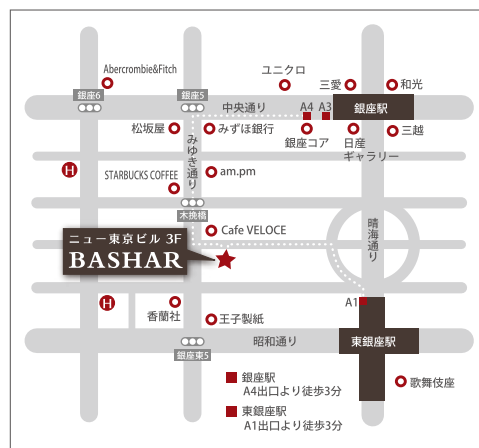 Abercrombie&Fitch
ユニクロ
三愛
和光
銀座6
銀座5
中央通り
A4
A3
銀座駅
松坂屋
みずほ銀行
銀座コア
日産
ギャラリー
三越
みゆき通り
H
STARBUCKS COFFEE
am.pm
木挽橋
Cafe VELOCE
晴海通り
ニュー東京ビル 3F
BASHAR
H
香蘭社
王子製紙
A1
昭和通り
東銀座駅
銀座東5
銀座駅
A4出口より徒歩3分
東銀座駅
A1出口より徒歩3分
歌舞伎座